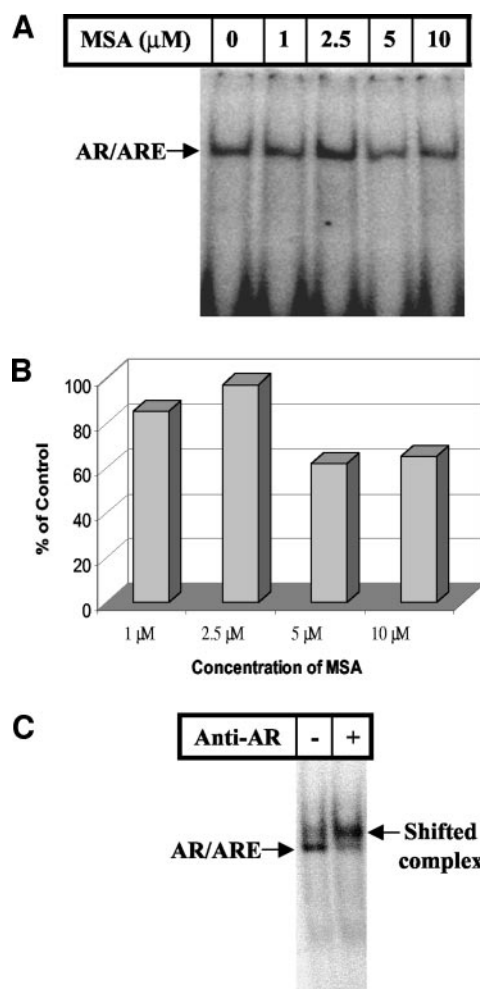 A
MSA (μM) 0 1 2.5 5 10
AR/ARE
B
100
80
60
40
20
0
% of Control
1 μM 2.5 μM 5 μM 10 μM
Concentration of MSA
C
Anti-AR - +
AR/ARE
Shifted
complex